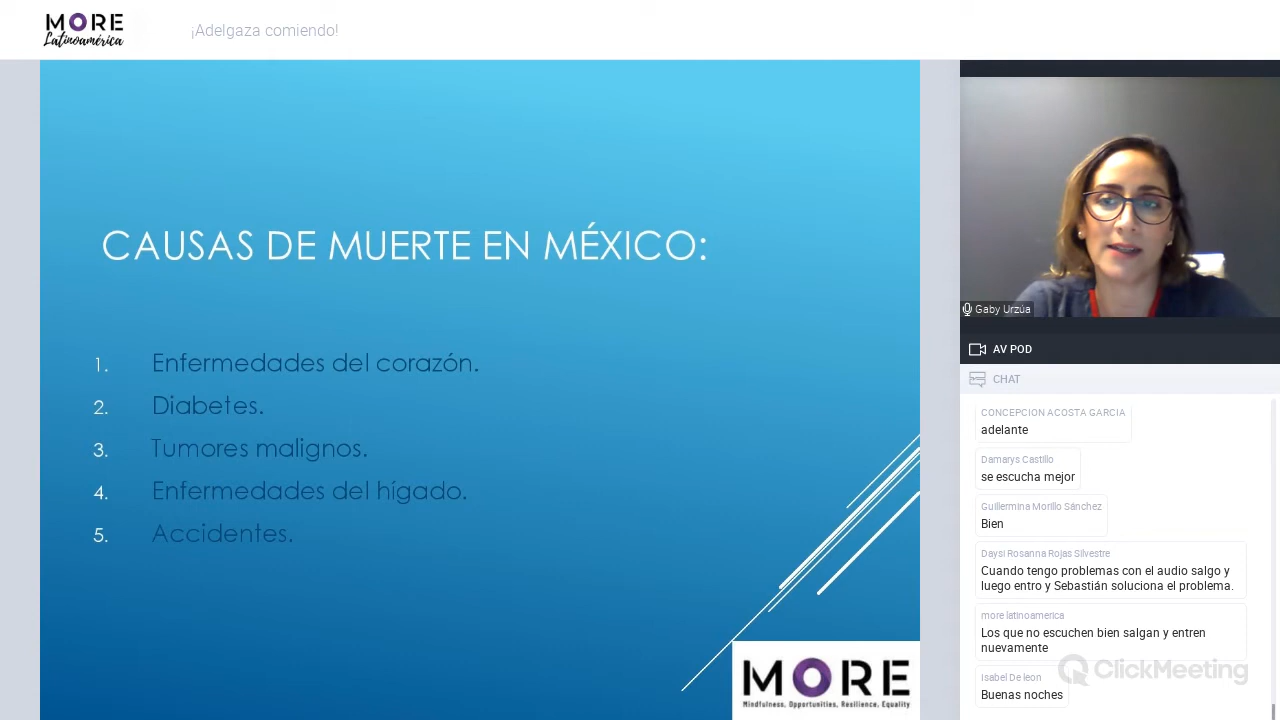 MORE
Latinoamérica
¡Adelgaza comiendo!
CAUSAS DE MUERTE EN MÉXICO:
1. Enfermedades del corazón.
2. Diabetes.
3. Tumores malignos.
4. Enfermedades del hígado.
5. Accidentes.
MORE
Mindfulness, Opportunities, Resilience, Equality
Gaby Urzúa
AV POD
CHAT
CONCEPCION ACOSTA GARCIA
adelante
Damarys Castillo
se escucha mejor
Guillermina Morillo Sánchez
Bien
Daysi Rosanna Rojas Silvestre
Cuando tengo problemas con el audio salgo y
luego entro y Sebastián soluciona el problema.
more latinoamerica
Los que no escuchen bien salgan y entren
nuevamente
Isabel De leon
Buenas noches
ClickMeeting